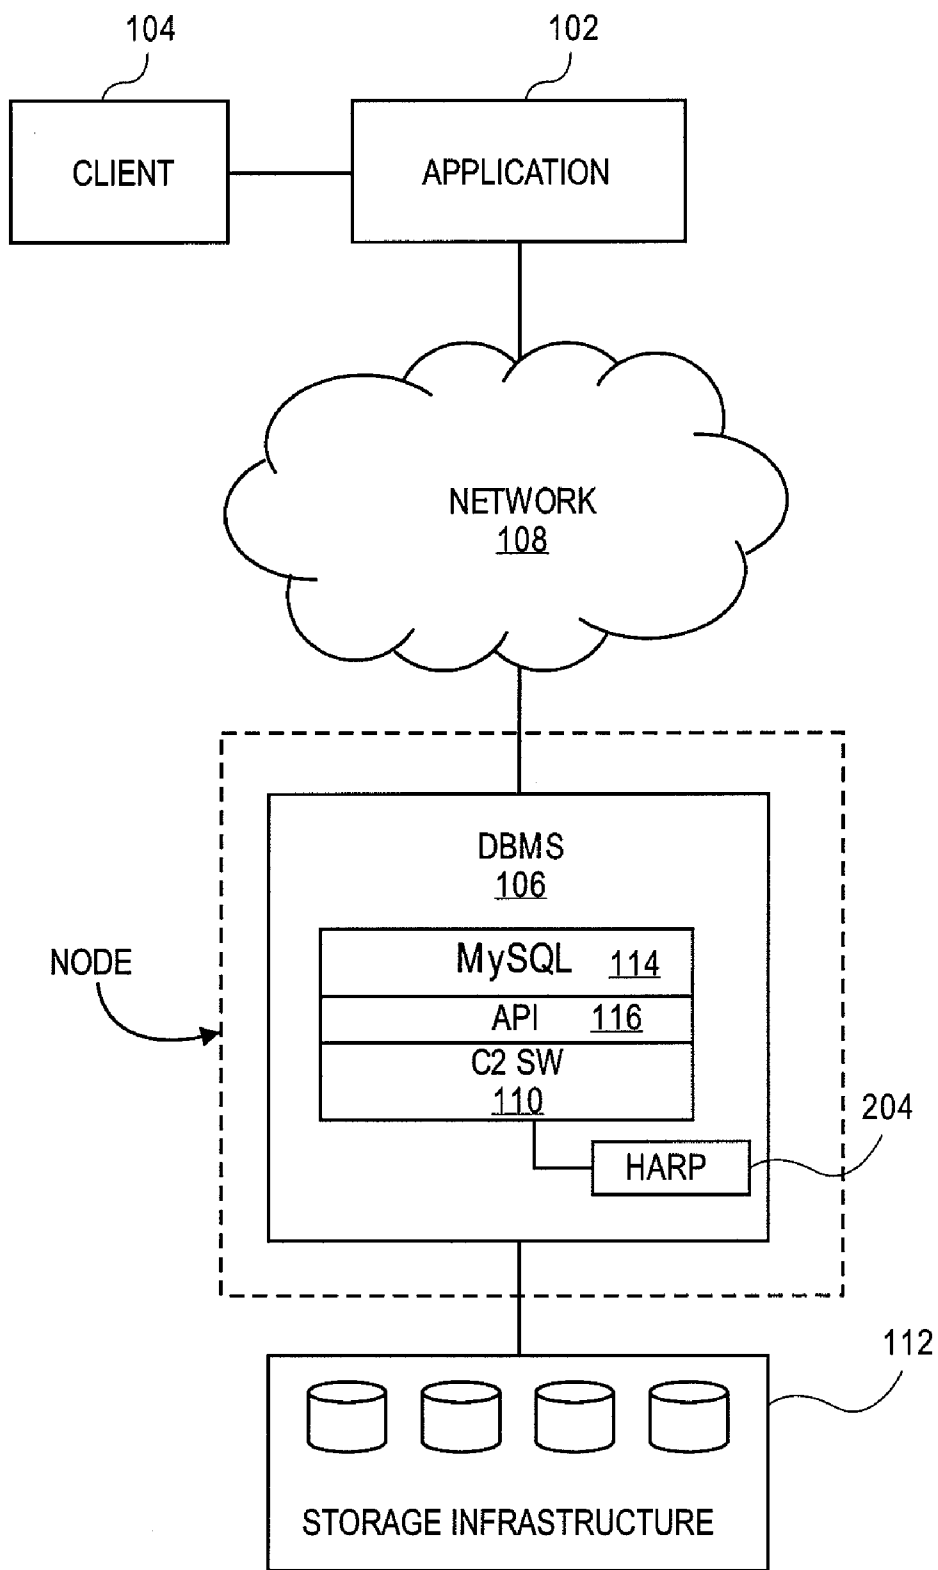 104
102
CLIENT
APPLICATION
NETWORK
108
DBMS
106
NODE
MySQL 114
API 116
C2 SW
110
204
HARP
112
STORAGE INFRASTRUCTURE